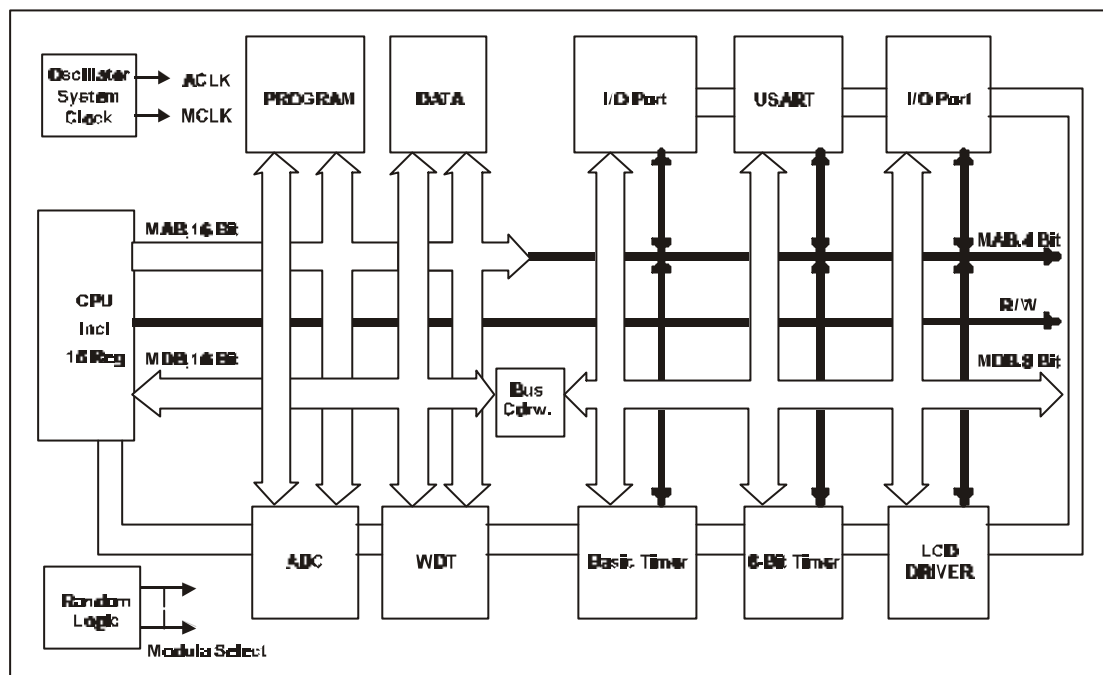 Oscillator
System
Clock
ACLK
MCLK
PROGRAM
DATA
I/O Port
USART
I/O Port
MAB,16 Bit
MAB.4 Bit
CPU
Incl
16 Reg
R/W
MDB,16 Bit
MDB.8 Bit
Bus
Conv.
ADC
WDT
Basic Timer
8-Bit Timer
LCD
DRIVER
Random
Logic
Modula Select